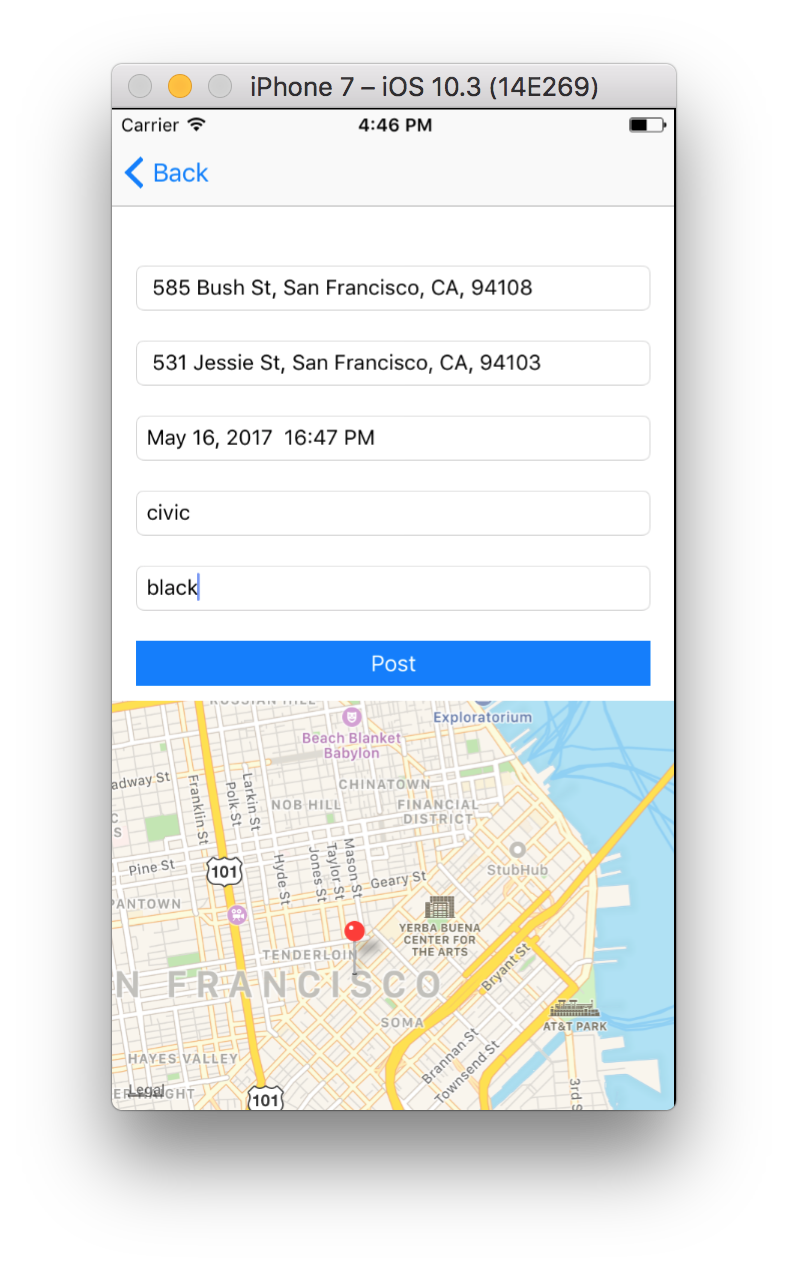 iPhone 7 – iOS 10.3 (14E269)
Carrier
4:46 PM
Back
585 Bush St, San Francisco, CA, 94108
531 Jessie St, San Francisco, CA, 94103
May 16, 2017  16:47 PM
civic
black
Post
RUSSIAN HILL
Exploratorium
Beach Blanket
Babylon
adway St
Franklin St
Polk St
Larkin St
CHINATOWN
NOB HILL
FINANCIAL
DISTRICT
C
S
Pine St
101
Hyde St
Jones St
Taylor St
Mason St
Geary St
StubHub
PANTOWN
YERBA BUENA
CENTER FOR
THE ARTS
TENDERLOIN
N FRANCISCO
Bryant St
SOMA
AT&T PARK
HAYES VALLEY
Brannan St
Townsend St
3rd S
Legal
101